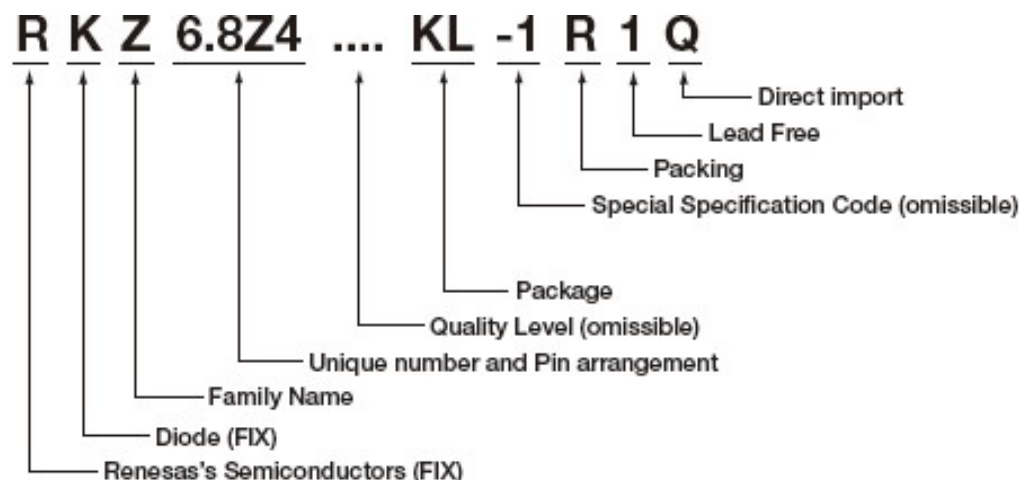 R K Z 6.8Z4 .... KL -1 R 1 Q
Direct import
Lead Free
Packing
Special Specification Code (omissible)
Package
Quality Level (omissible)
Unique number and Pin arrangement
Family Name
Diode (FIX)
Renesas's Semiconductors (FIX)